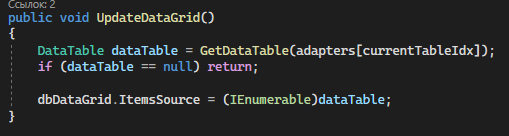 Ссылок: 2
public void UpdateDataGrid()
{
DataTable dataTable = GetDataTable(adapters[currentTableIdx]);
if (dataTable == null) return;
dbDataGrid.ItemsSource = (IEnumerable)dataTable;
}